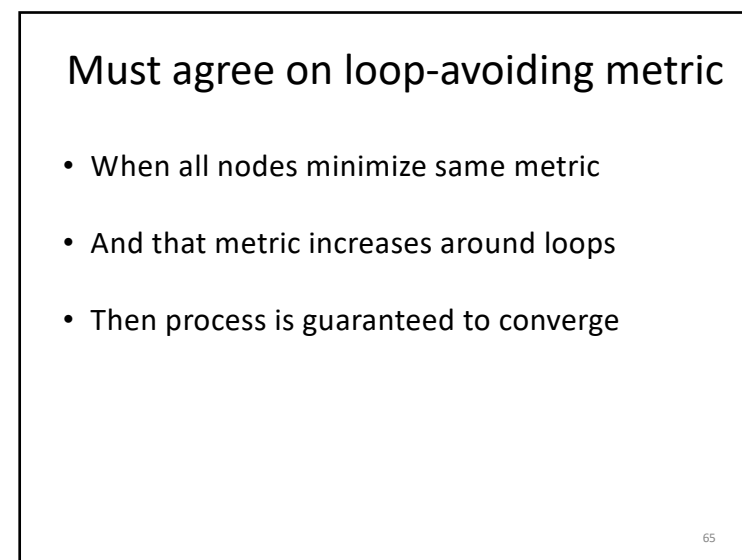 Must agree on loop-avoiding metric
• When all nodes minimize same metric
• And that metric increases around loops
• Then process is guaranteed to converge
65